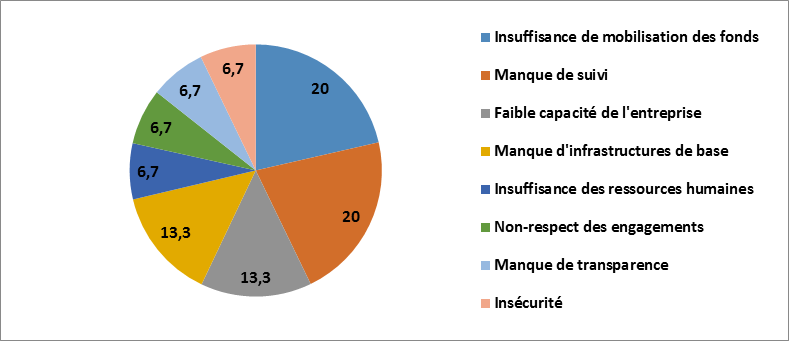 20
20
13,3
13,3
6,7
6,7
6,7
6,7
Insuffisance de mobilisation des fonds
Manque de suivi
Faible capacité de l'entreprise
Manque d'infrastructures de base
Insuffisance des ressources humaines
Non-respect des engagements
Manque de transparence
Insécurité